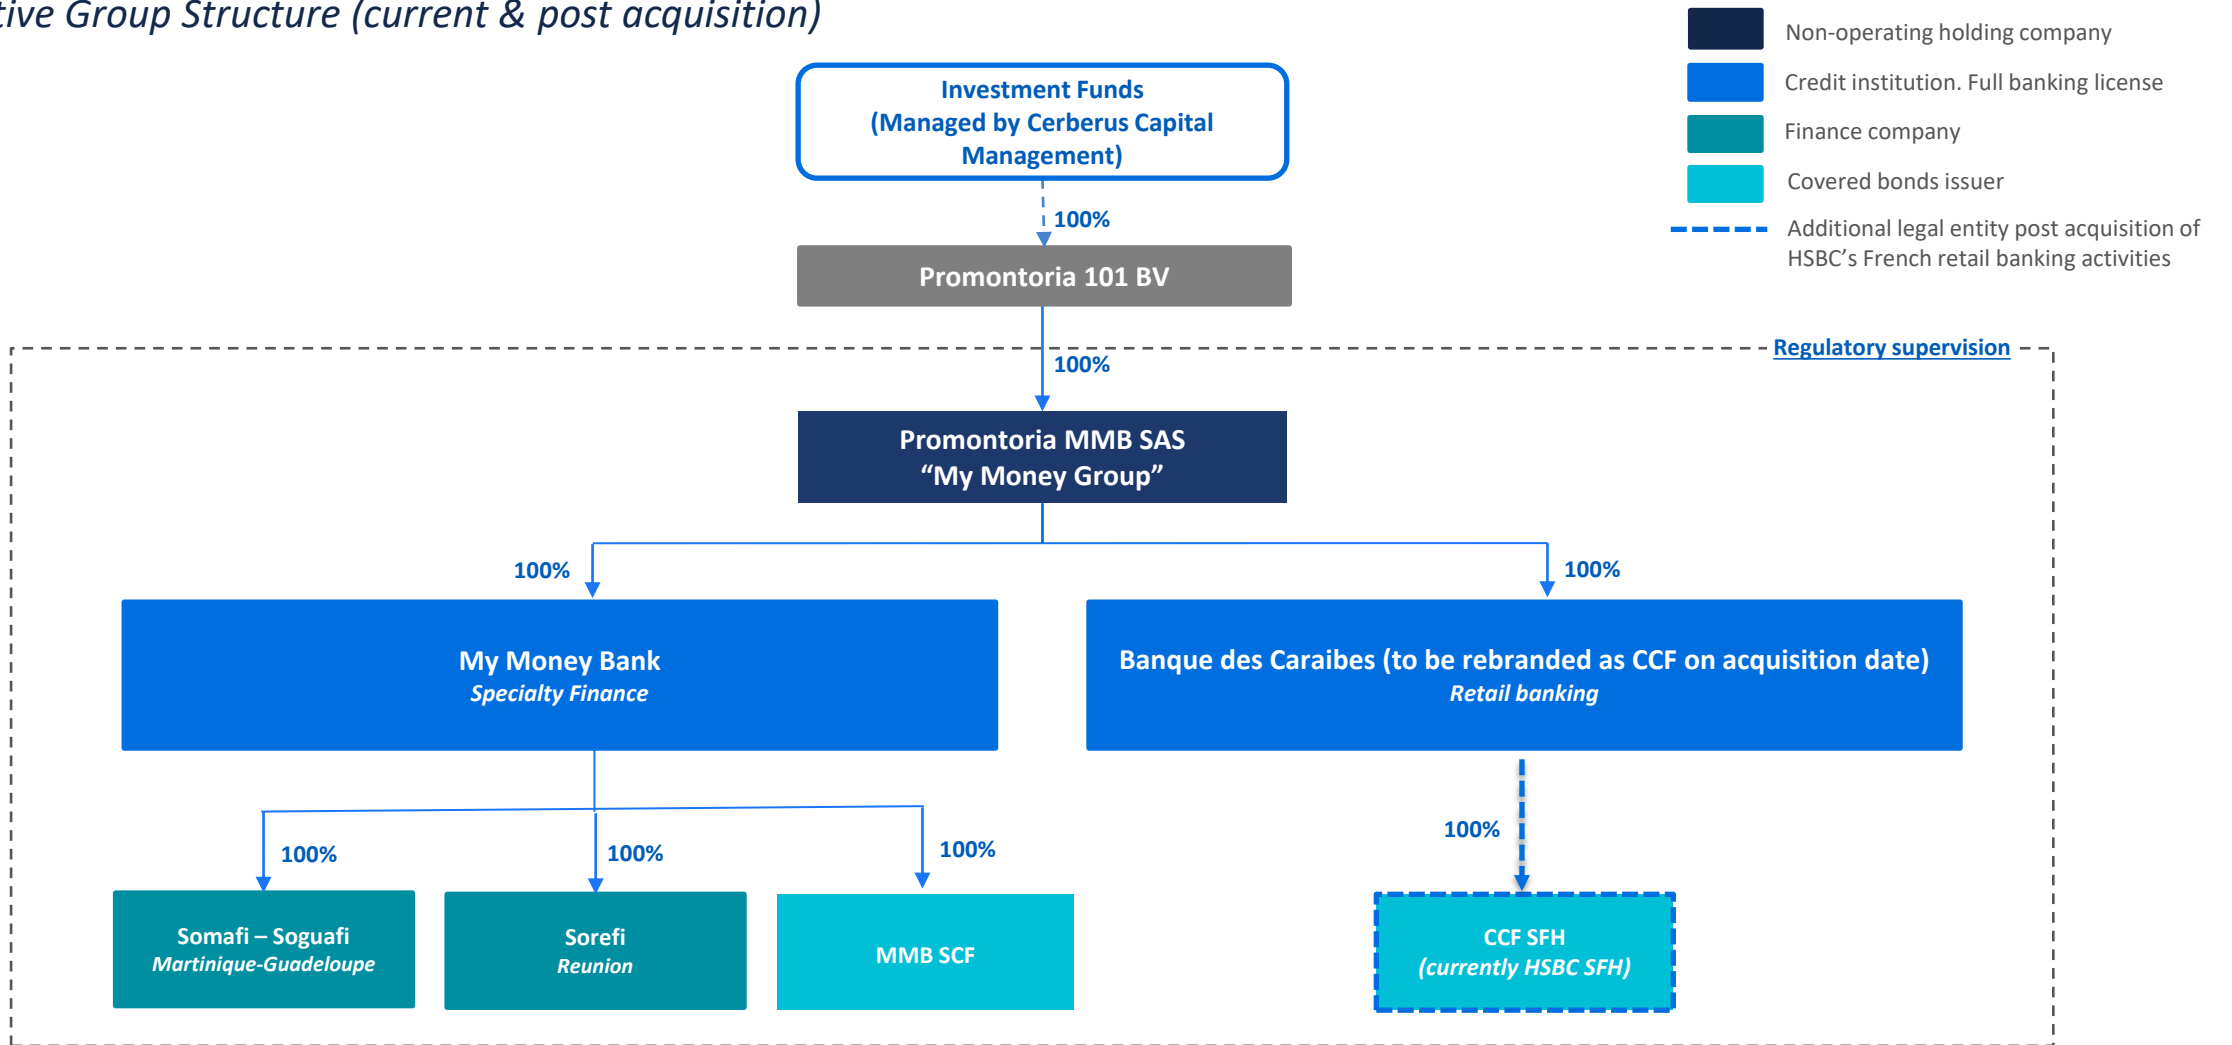 Group Structure (current & post acquisition)
Non-operating holding company
Credit institution. Full banking license
Finance company
Covered bonds issuer
Additional legal entity post acquisition of
HSBC’s French retail banking activities
Investment Funds
(Managed by Cerberus Capital
Management)
100%
Promontoria 101 BV
Regulatory supervision
100%
Promontoria MMB SAS
“My Money Group”
100%
100%
My Money Bank
Specialty Finance
Banque des Caraibes (to be rebranded as CCF on acquisition date)
Retail banking
100%
100%
100%
100%
Somafi – Soguafi
Martinique-Guadeloupe
Sorefi
Reunion
MMB SCF
CCF SFH
(currently HSBC SFH)